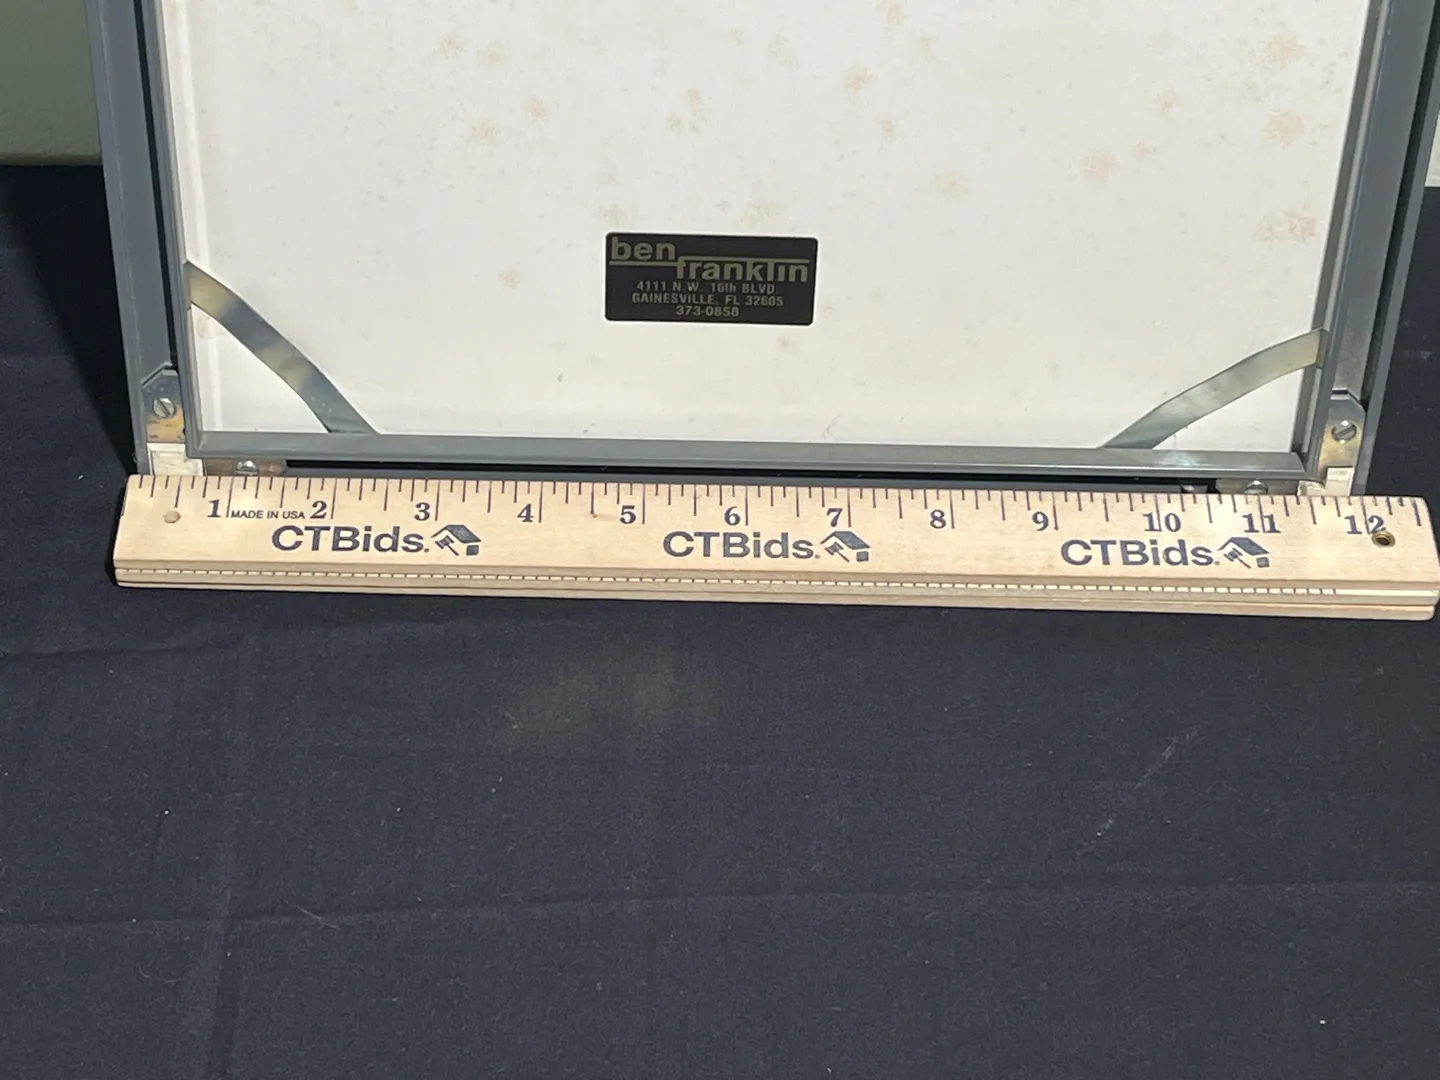 ben
franklin
4111 N.W. 16th BLVD.
GAINESVILLE, FL 32605
373-0858
1 MADE IN USA 2 3 4 5 6 7 8 9 10 11 12
CTBids. CTBids. CTBids.